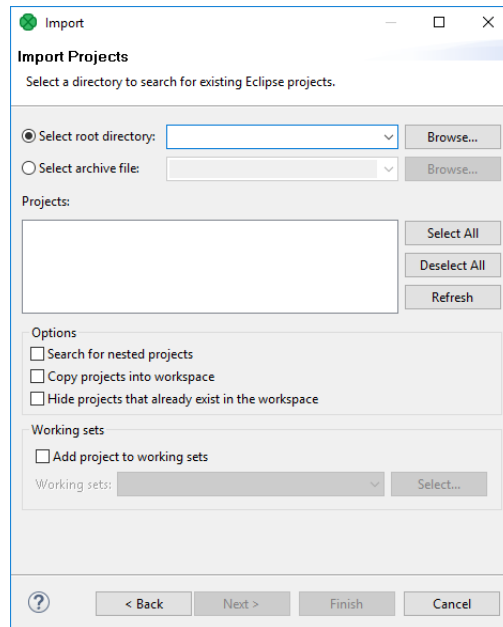 Import
Import Projects
Select a directory to search for existing Eclipse projects.
Select root directory: Browse...
Select archive file: Browse...
Projects:
Select All
Deselect All
Refresh
Options
Search for nested projects
Copy projects into workspace
Hide projects that already exist in the workspace
Working sets
Add project to working sets
Working sets: Select...
? < Back Next > Finish Cancel